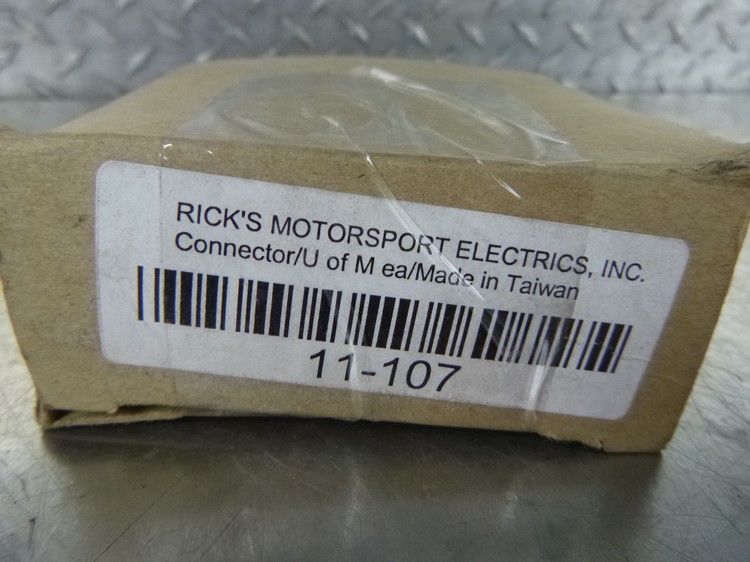 RICK'S MOTORSPORT ELECTRICS, INC.
Connector/U of M ea/Made in Taiwan
11-107